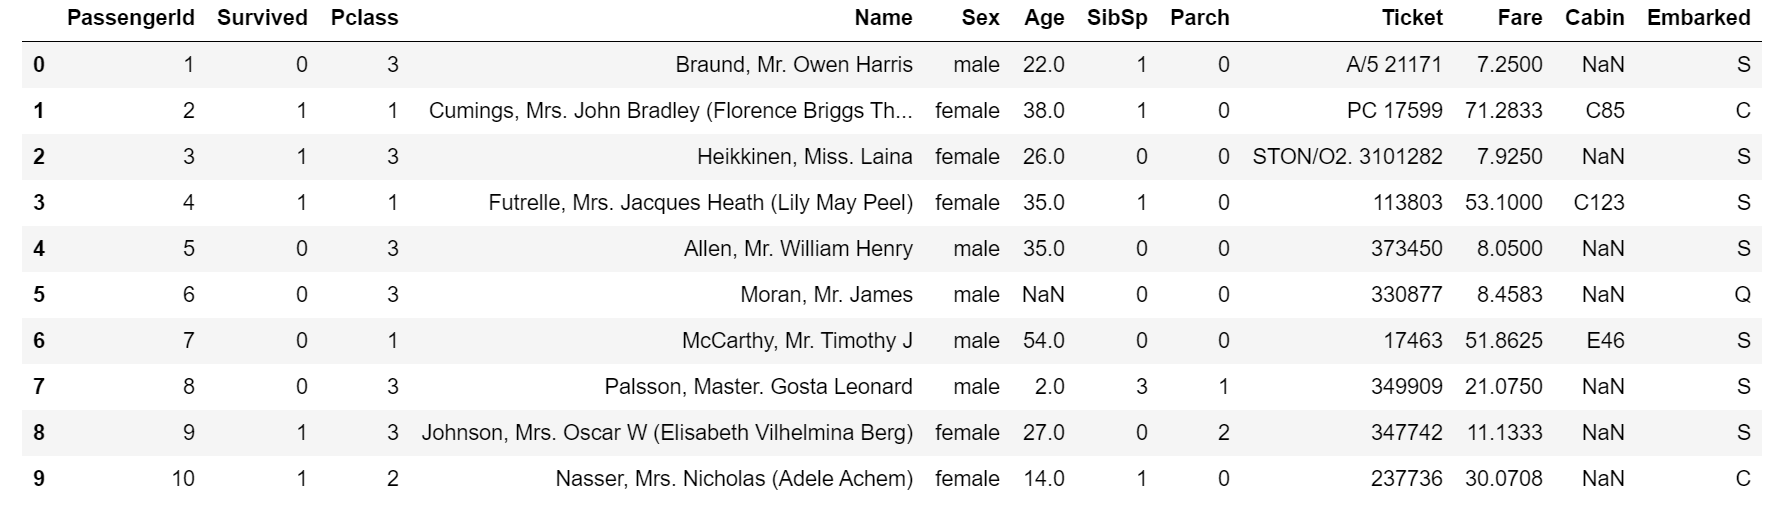 PassengerId Survived Pclass Name Sex Age SibSp Parch Ticket Fare Cabin Embarked
0 1 0 3 Braund, Mr. Owen Harris male 22.0 1 0 A/5 21171 7.2500 NaN S
1 2 1 1 Cumings, Mrs. John Bradley (Florence Briggs Th... female 38.0 1 0 PC 17599 71.2833 C85 C
2 3 1 3 Heikkinen, Miss. Laina female 26.0 0 0 STON/O2. 3101282 7.9250 NaN S
3 4 1 1 Futrelle, Mrs. Jacques Heath (Lily May Peel) female 35.0 1 0 113803 53.1000 C123 S
4 5 0 3 Allen, Mr. William Henry male 35.0 0 0 373450 8.0500 NaN S
5 6 0 3 Moran, Mr. James male NaN 0 0 330877 8.4583 NaN Q
6 7 0 1 McCarthy, Mr. Timothy J male 54.0 0 0 17463 51.8625 E46 S
7 8 0 3 Palsson, Master. Gosta Leonard male 2.0 3 1 349909 21.0750 NaN S
8 9 1 3 Johnson, Mrs. Oscar W (Elisabeth Vilhelmina Berg) female 27.0 0 2 347742 11.1333 NaN S
9 10 1 2 Nasser, Mrs. Nicholas (Adele Achem) female 14.0 1 0 237736 30.0708 NaN C